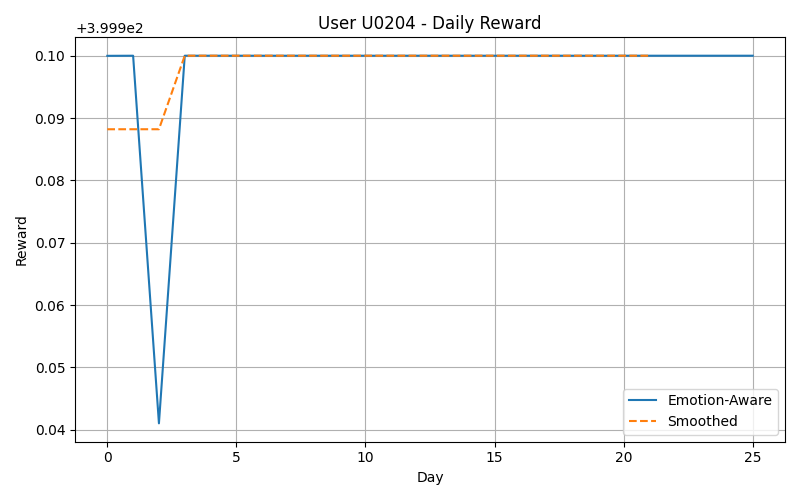 User U0204 - Daily Reward
+3.999e2
0.10
0.09
0.08
0.07
0.06
0.05
0.04
Reward
0 5 10 15 20 25
Day
Emotion-Aware
Smoothed